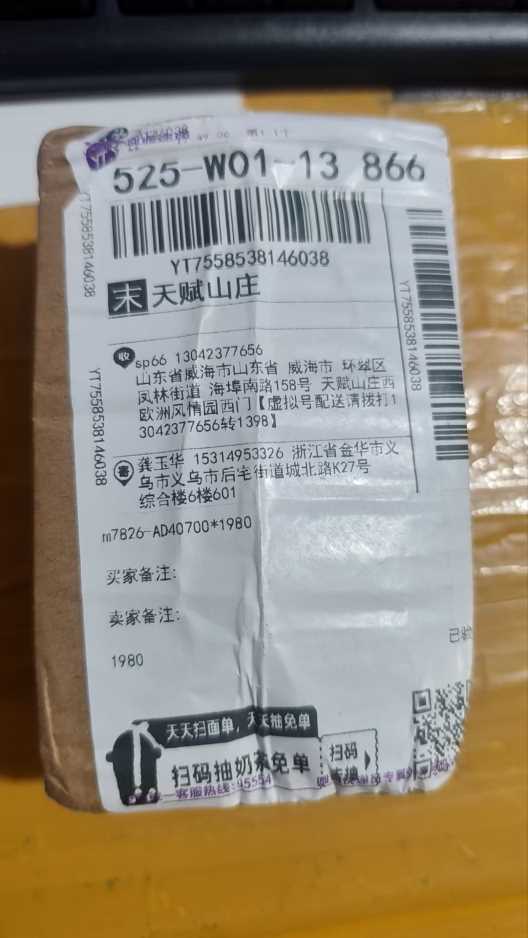 525-W01-13 866
YT7558538146038
YT7558538146038
YT7558538146038
YT7558538146038
末 天赋山庄
收 sp66 13042377656
山东省威海市山东省 威海市 环翠区
凤林街道 海埠南路158号 天赋山庄西
欧洲风情园西门【虚拟号配送请拨打1
3042377656转1398】
寄 龚玉华 15314953326 浙江省金华市义
乌市义乌市后宅街道城北路K27号
综合楼6楼601
m7826-AD40700*1980
买家备注:
卖家备注:
1980
已验
天天扫面单，天天抽免单
扫码抽奶茶免单
扫码
客服热线:95554